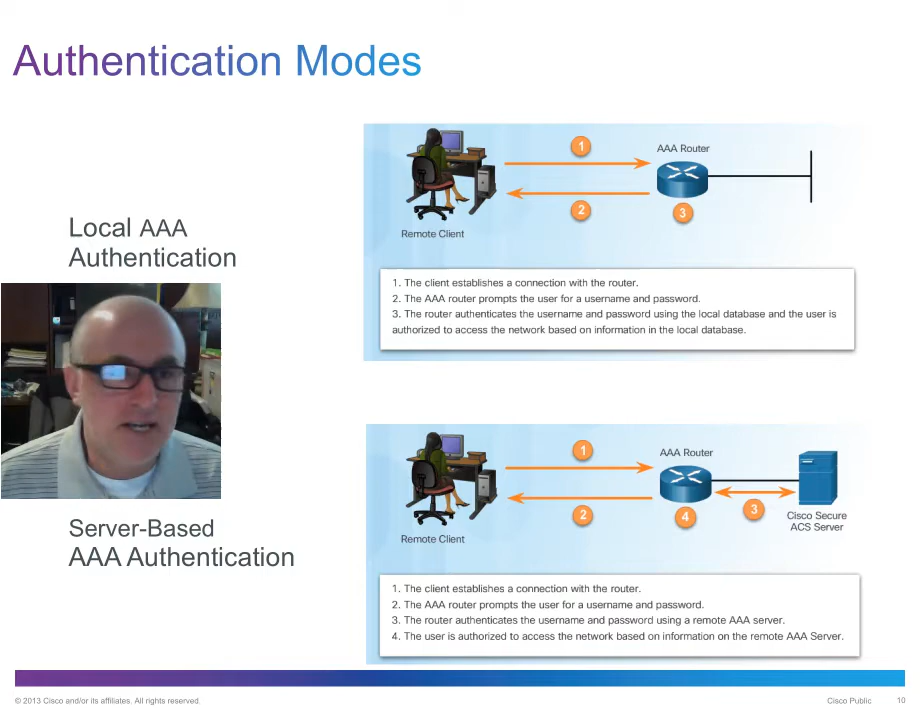 Authentication Modes
Local AAA
Authentication
1
AAA Router
2
3
Remote Client
1. The client establishes a connection with the router.
2. The AAA router prompts the user for a username and password.
3. The router authenticates the username and password using the local database and the user is
authorized to access the network based on information in the local database.
Server-Based
AAA Authentication
1
AAA Router
2
4
3
Cisco Secure
ACS Server
Remote Client
1. The client establishes a connection with the router.
2. The AAA router prompts the user for a username and password.
3. The router authenticates the username and password using a remote AAA server.
4. The user is authorized to access the network based on information on the remote AAA Server.
© 2013 Cisco and/or its affiliates. All rights reserved.
Cisco Public
10